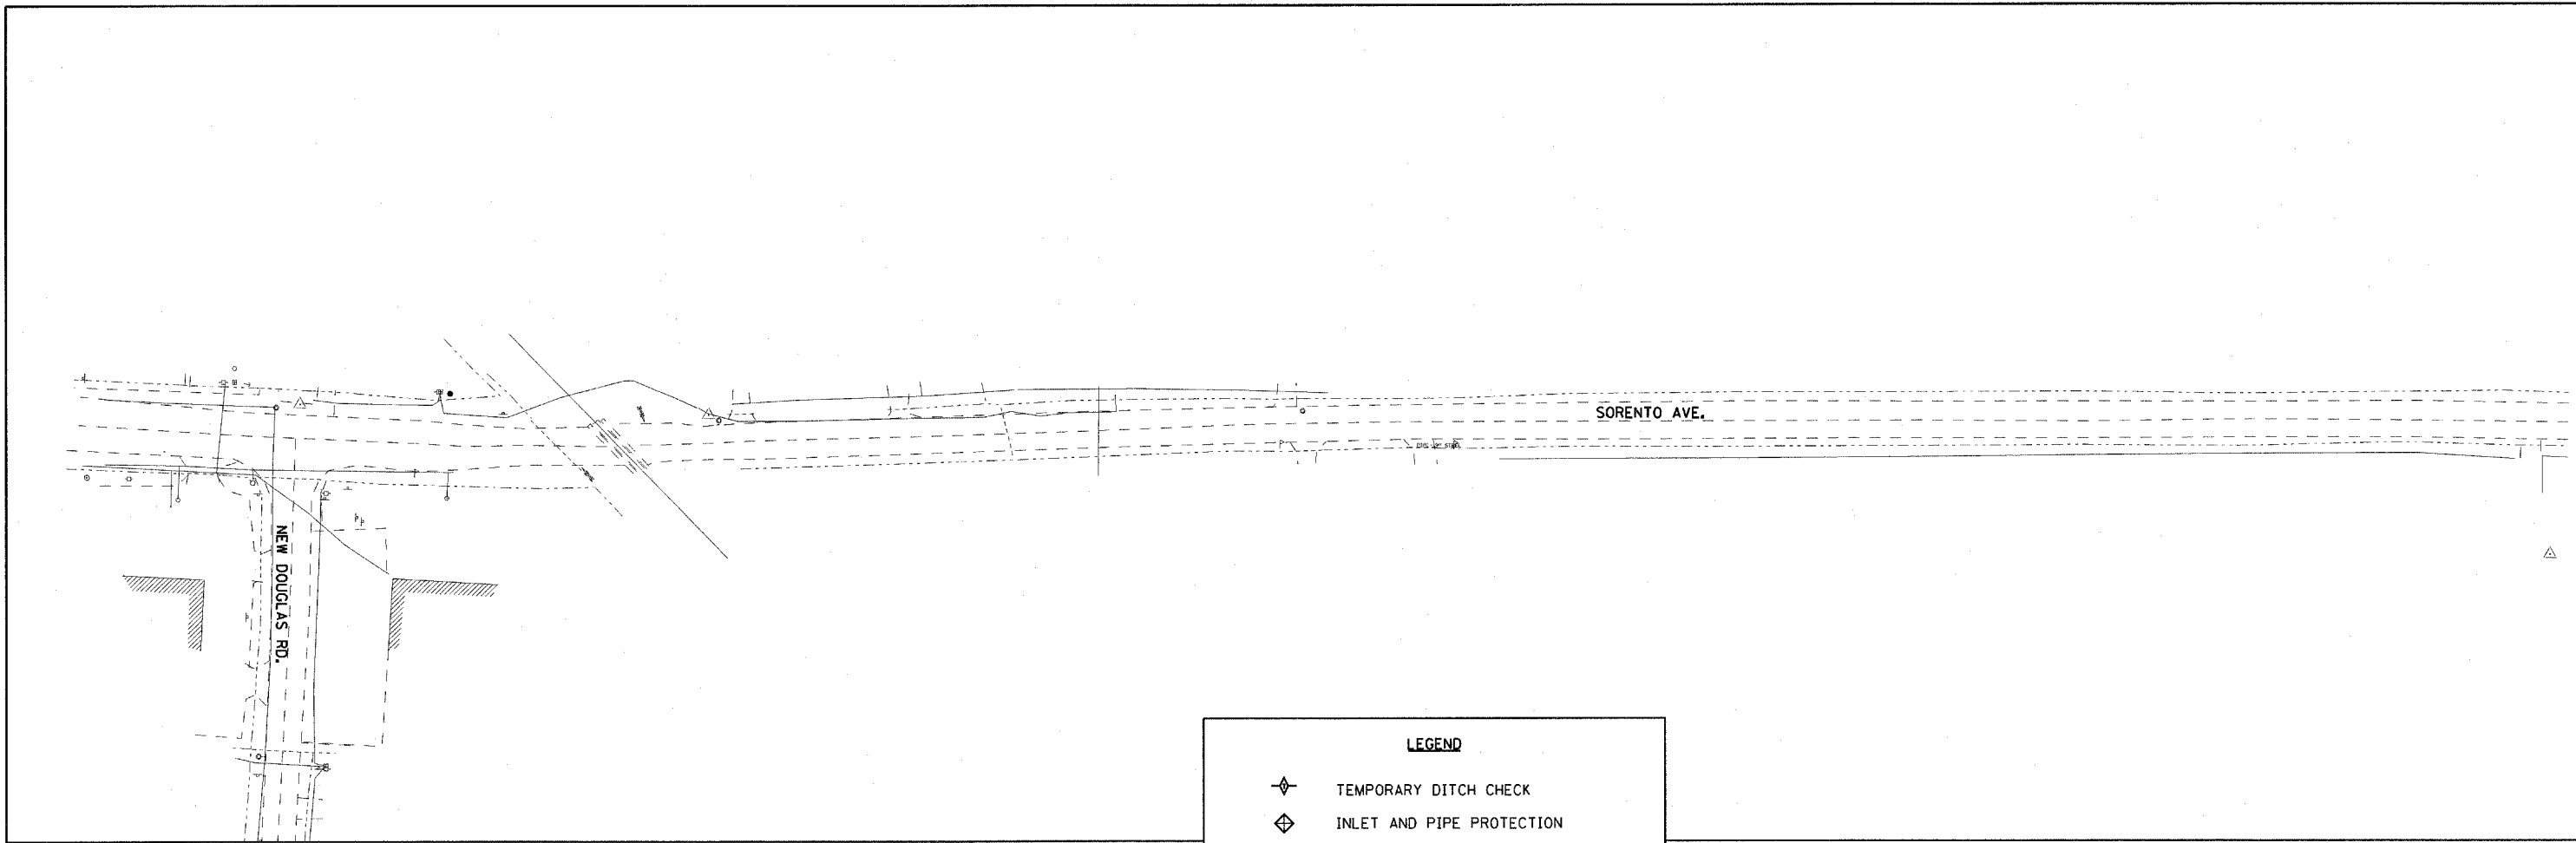 SORENTO AVE.
NEW DOUGLAS RD.
LEGEND
TEMPORARY DITCH CHECK
INLET AND PIPE PROTECTION